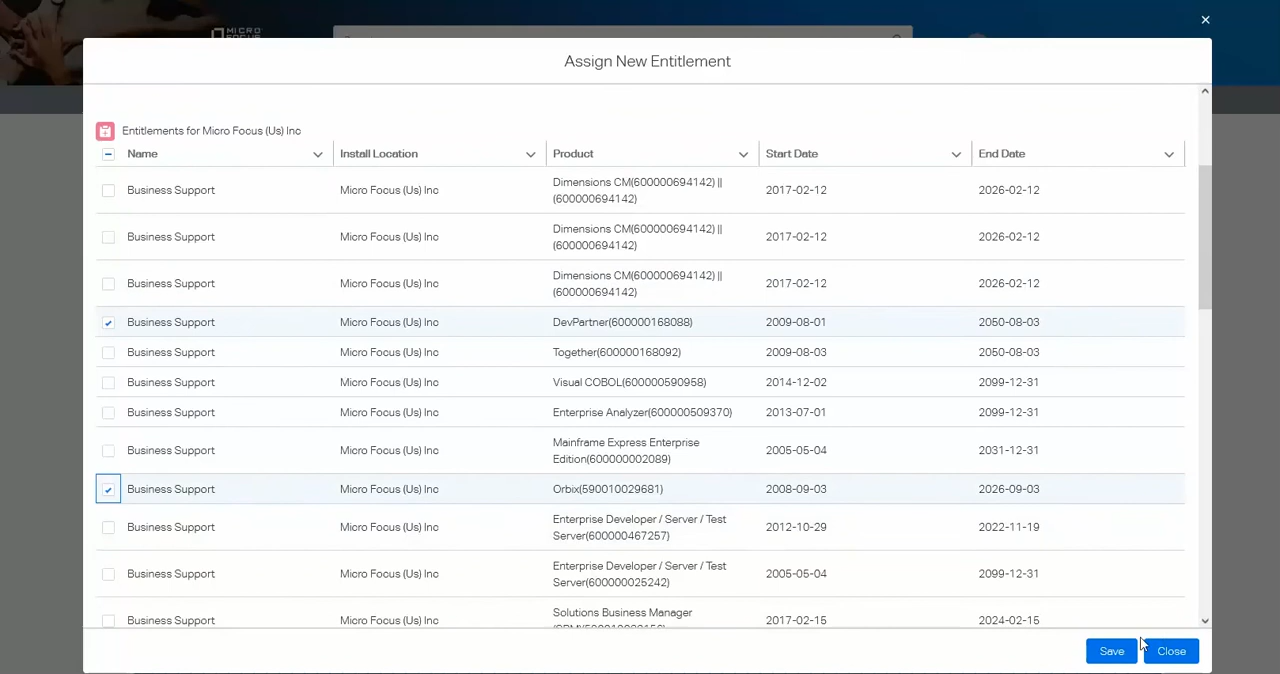 MICRO
FOCUS
Assign New Entitlement
Entitlements for Micro Focus (Us) Inc
Name Install Location Product Start Date End Date
Business Support Micro Focus (Us) Inc Dimensions CM(600000694142) || 2017-02-12 2026-02-12
(600000694142)
Business Support Micro Focus (Us) Inc Dimensions CM(600000694142) || 2017-02-12 2026-02-12
(600000694142)
Business Support Micro Focus (Us) Inc Dimensions CM(600000694142) || 2017-02-12 2026-02-12
(600000694142)
Business Support Micro Focus (Us) Inc DevPartner(600000168088) 2009-08-01 2050-08-03
Business Support Micro Focus (Us) Inc Together(600000168092) 2009-08-03 2050-08-03
Business Support Micro Focus (Us) Inc Visual COBOL(600000590958) 2014-12-02 2099-12-31
Business Support Micro Focus (Us) Inc Enterprise Analyzer(600000509370) 2013-07-01 2099-12-31
Business Support Micro Focus (Us) Inc Mainframe Express Enterprise 2005-05-04 2031-12-31
Edition(600000002089)
Business Support Micro Focus (Us) Inc Orbix(590010029681) 2008-09-03 2026-09-03
Business Support Micro Focus (Us) Inc Enterprise Developer / Server / Test 2012-10-29 2022-11-19
Server(600000467257)
Business Support Micro Focus (Us) Inc Enterprise Developer / Server / Test 2005-05-04 2099-12-31
Server(600000025242)
Business Support Micro Focus (Us) Inc Solutions Business Manager 2017-02-15 2024-02-15
Save Close